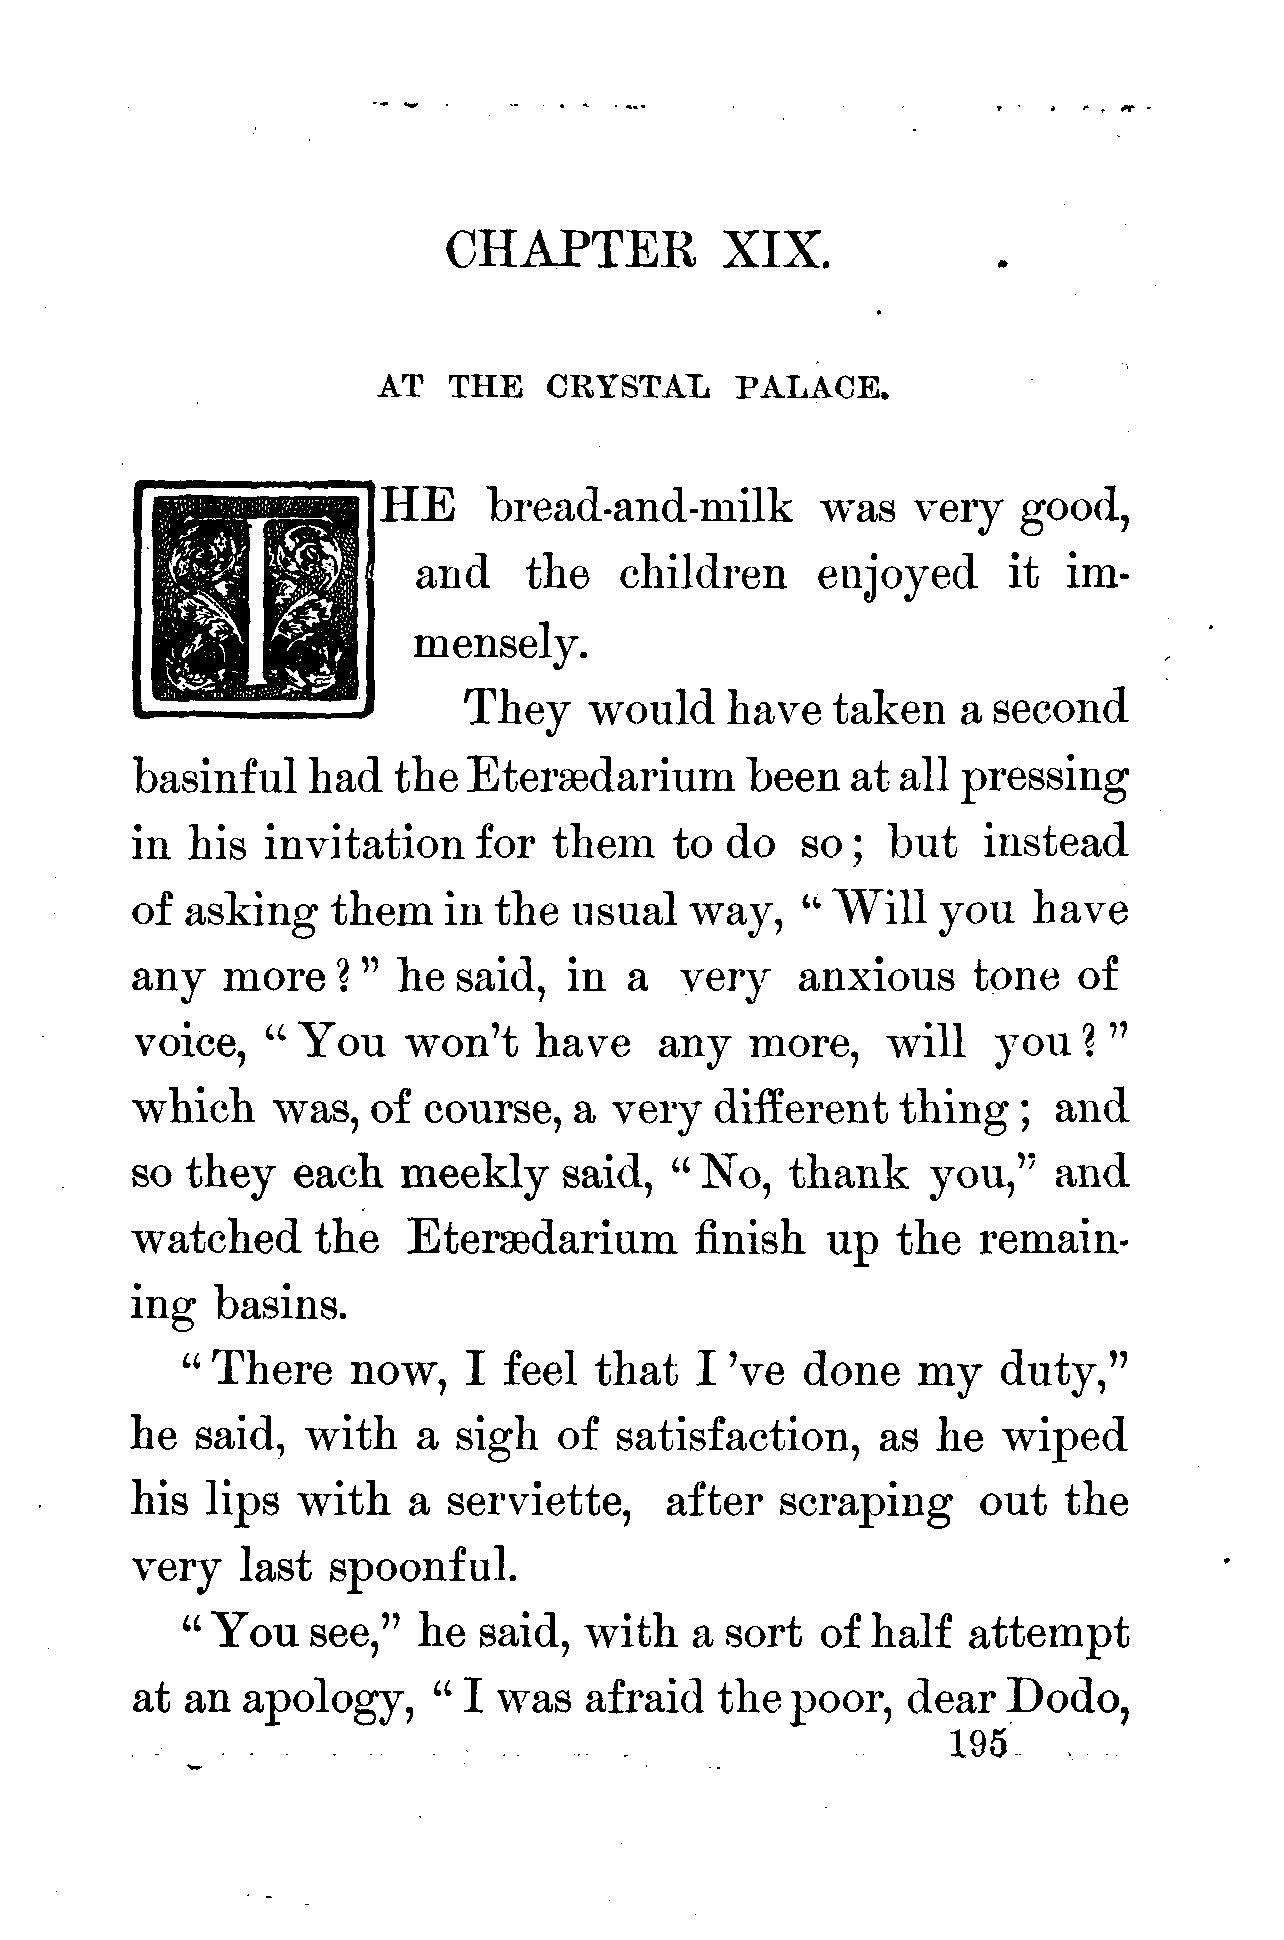 CHAPTER XIX.
AT THE CRYSTAL PALACE.
THE bread-and-milk was very good,
and the children enjoyed it im-
mensely.
They would have taken a second
basinful had the Eteræedarium been at all pressing
in his invitation for them to do so; but instead
of asking them in the usual way, “Will you have
any more?” he said, in a very anxious tone of
voice, “You won't have any more, will you?”
which was, of course, a very different thing; and
so they each meekly said, “No, thank you,” and
watched the Eteræedarium finish up the remain-
ing basins.
“There now, I feel that I 've done my duty,”
he said, with a sigh of satisfaction, as he wiped
his lips with a serviette, after scraping out the
very last spoonful.
“You see,” he said, with a sort of half attempt
at an apology, “I was afraid the poor, dear Dodo,
195